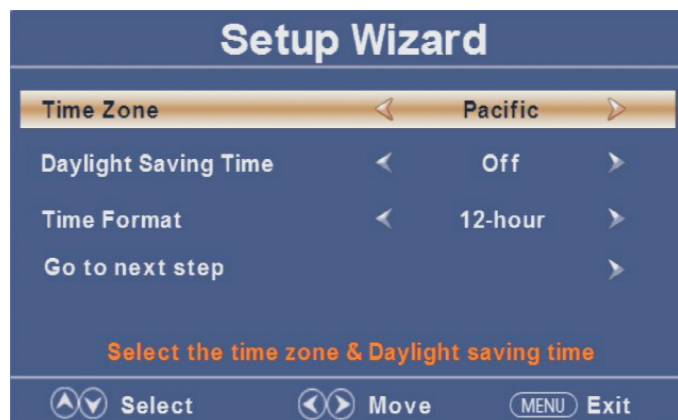 Setup Wizard
Time Zone Pacific
Daylight Saving Time Off
Time Format 12-hour
Go to next step
Select the time zone & Daylight saving time
Select Move MENU Exit